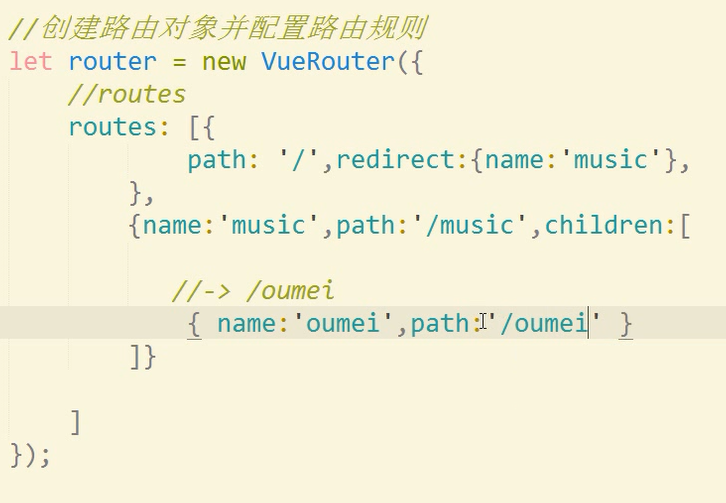 //创建路由对象并配置路由规则
let router = new VueRouter({
//routes
routes: [{
path: '/',redirect:{name:'music'},
},
{name:'music',path:'/music',children:[
//-> /oumei
{ name:'oumei',path:'/oumei' }
]}
]
});